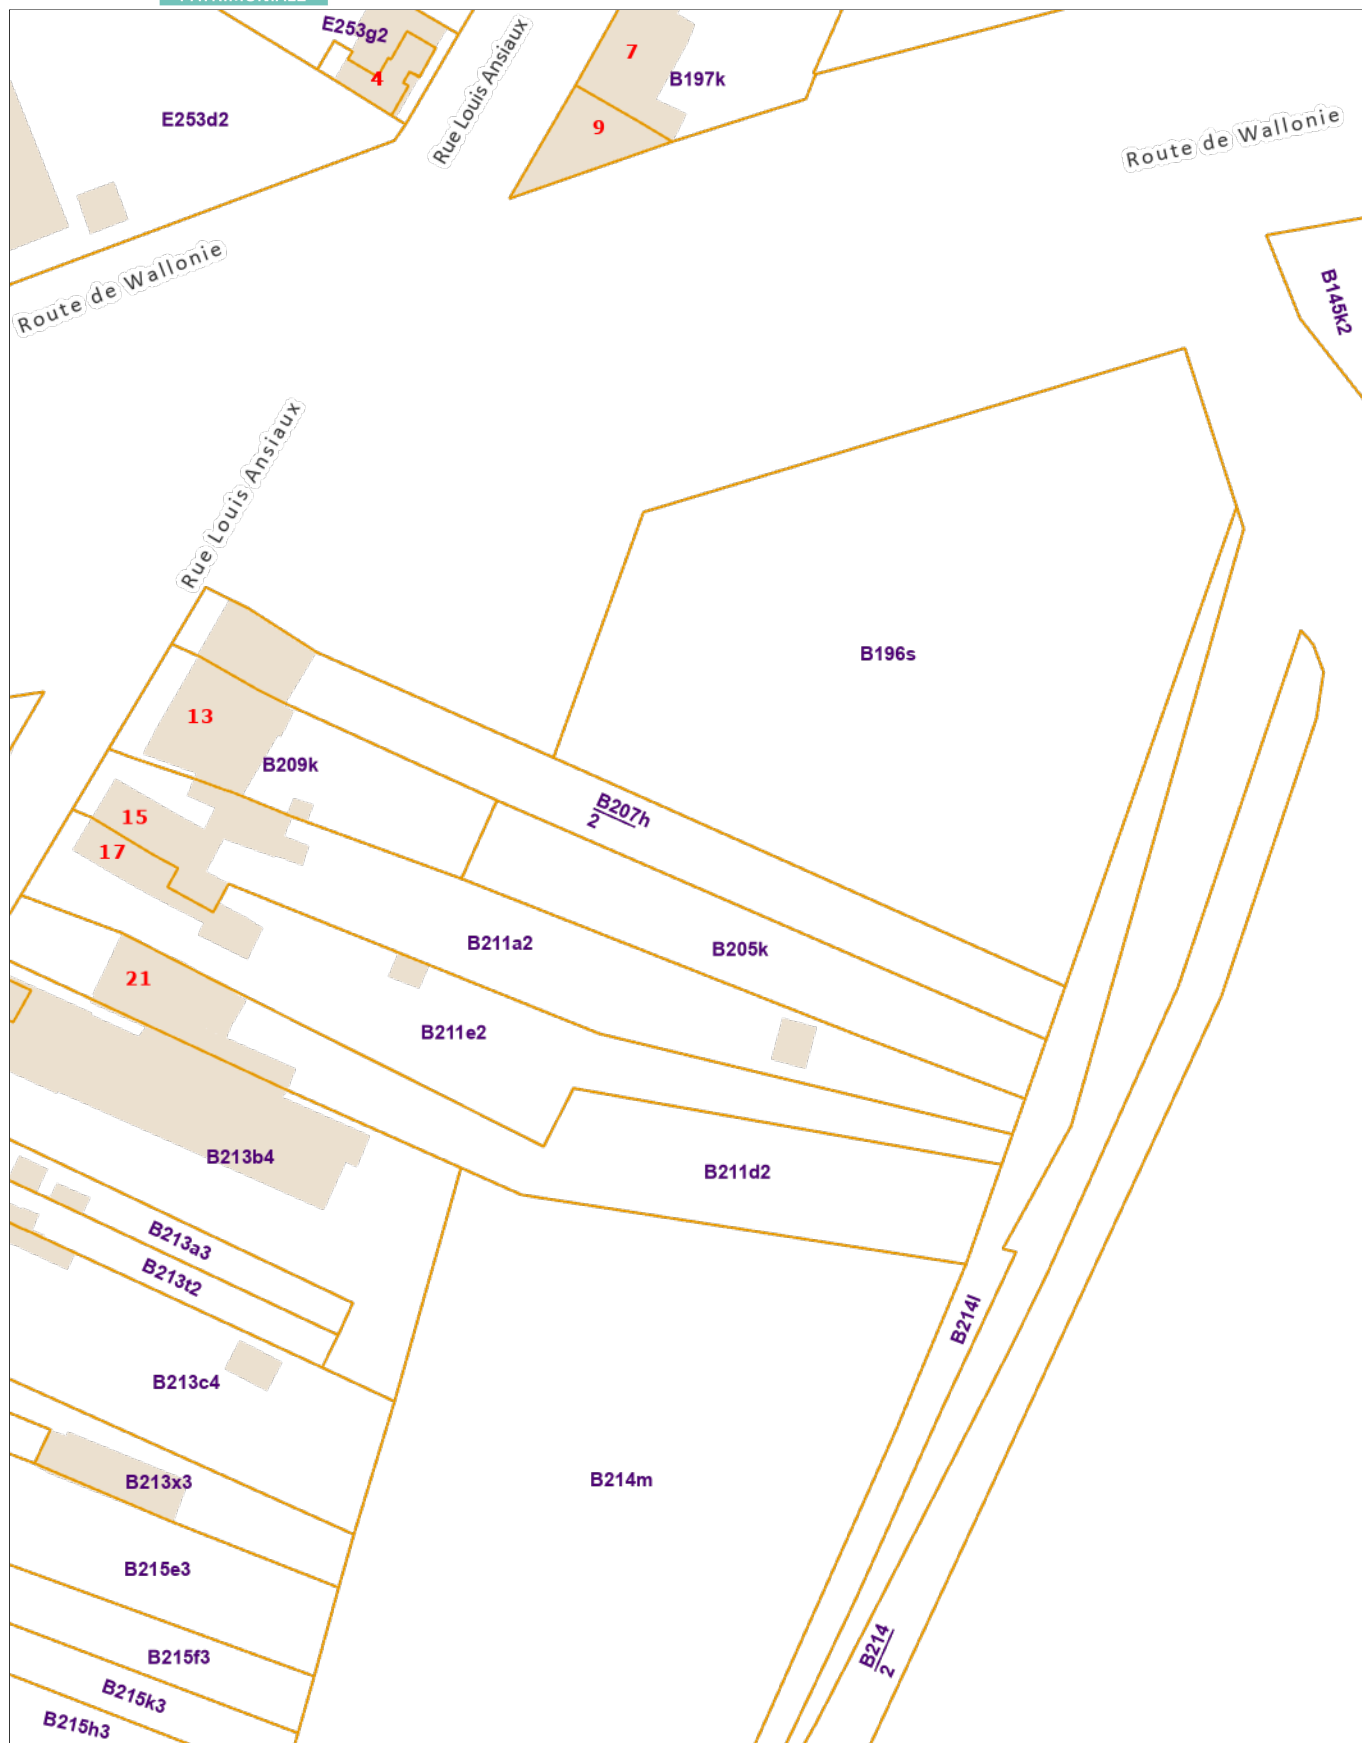 E253g2
4
Rue Louis Ansiaux
7
B197k
9
E253d2
Route de Wallonie
Route de Wallonie
B145k2
Rue Louis Ansiaux
B196s
13
B209k
B207h
2
15
17
B211a2
B205k
21
B211e2
B213b4
B211d2
B213a3
B213t2
B214l
B213c4
B214m
B213x3
B215e3
B214
2
B215f3
B215k3
B215h3